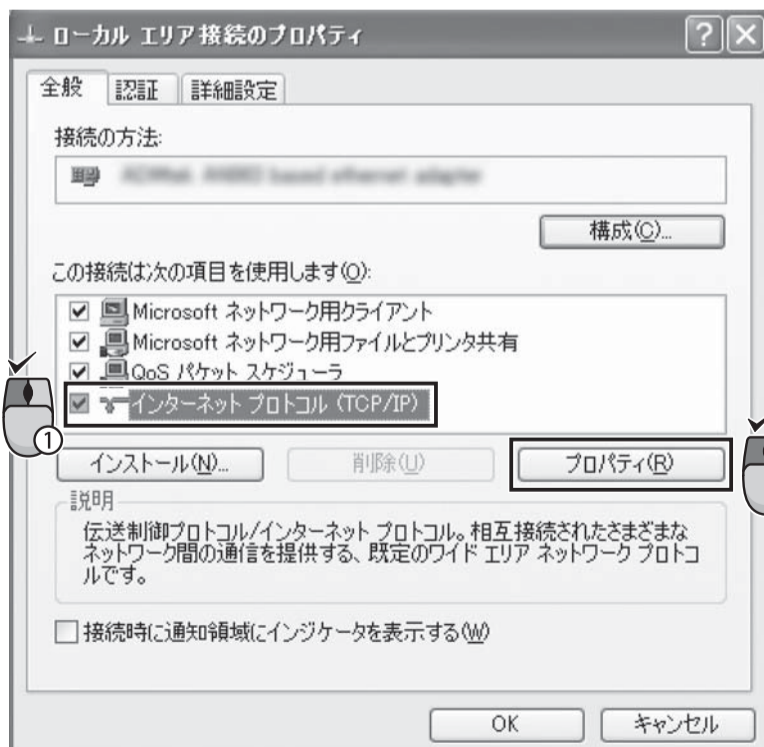 ローカル エリア接続のプロパティ
全般 認証 詳細設定
接続の方法:
構成(C)...
この接続は次の項目を使用します(O):
Microsoft ネットワーク用クライアント
Microsoft ネットワーク用ファイルとプリンタ共有
QoS パケット スケジューラ
インターネット プロトコル (TCP/IP)
①
インストール(N)... 削除(U) プロパティ(R)
説明
伝送制御プロトコル/インターネット プロトコル。相互接続されたさまざまな
ネットワーク間の通信を提供する、既定のワイド エリア ネットワーク プロトコ
ルです。
接続時に通知領域にインジケータを表示する(W)
OK キャンセル